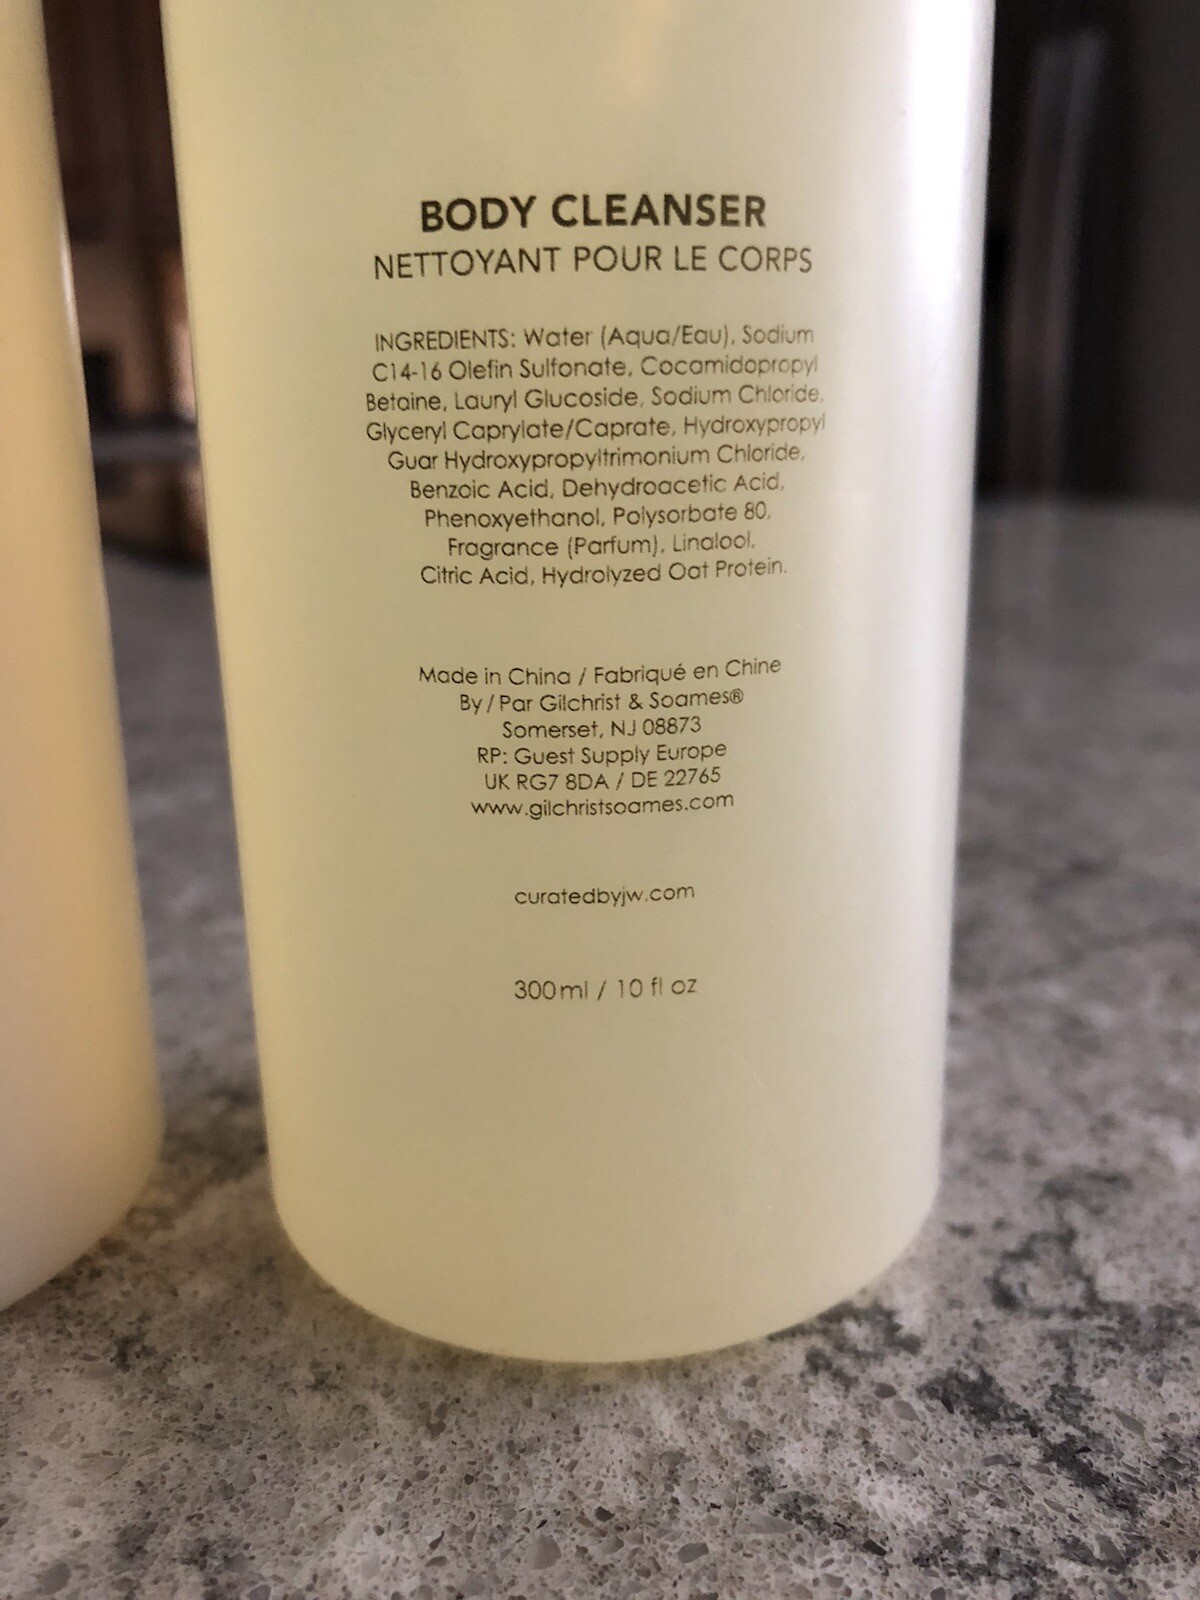 BODY CLEANSER
NETTOYANT POUR LE CORPS
INGREDIENTS: Water (Aqua/Eau), Sodium
C14-16 Olefin Sulfonate, Cocamidopropyl
Betaine, Lauryl Glucoside, Sodium Chloride,
Glyceryl Caprylate/Caprate, Hydroxypropyl
Guar Hydroxypropyltrimonium Chloride,
Benzoic Acid, Dehydroacetic Acid,
Phenoxyethanol, Polysorbate 80,
Fragrance (Parfum), Linalool,
Citric Acid, Hydrolyzed Oat Protein.
Made in China / Fabriqué en Chine
By / Par Gilchrist & Soames®
Somerset, NJ 08873
RP: Guest Supply Europe
UK RG7 8DA / DE 22765
www.gilchristsoames.com
curatedbyjw.com
300ml / 10 fl oz